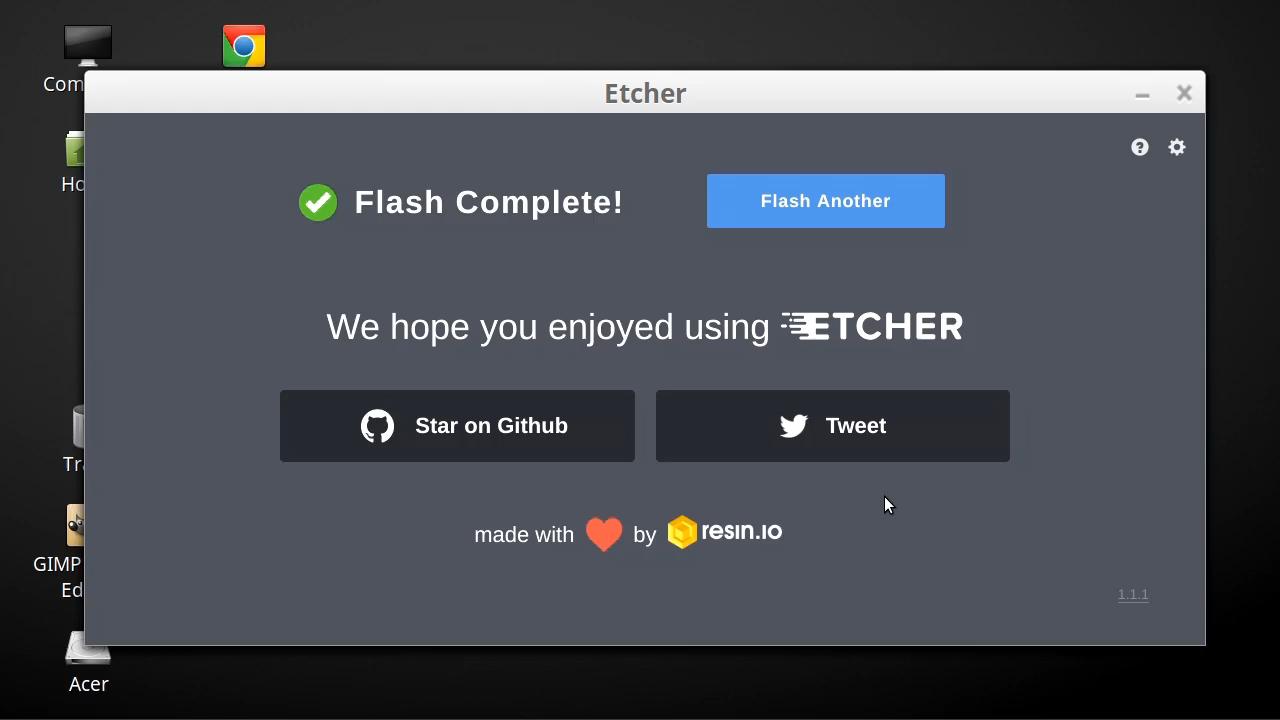 Com
Etcher
Ho
Flash Complete!
Flash Another
We hope you enjoyed using ETCHER
Star on Github
Tweet
Tra
made with by resin.io
GIMP
Ed
1.1.1
Acer